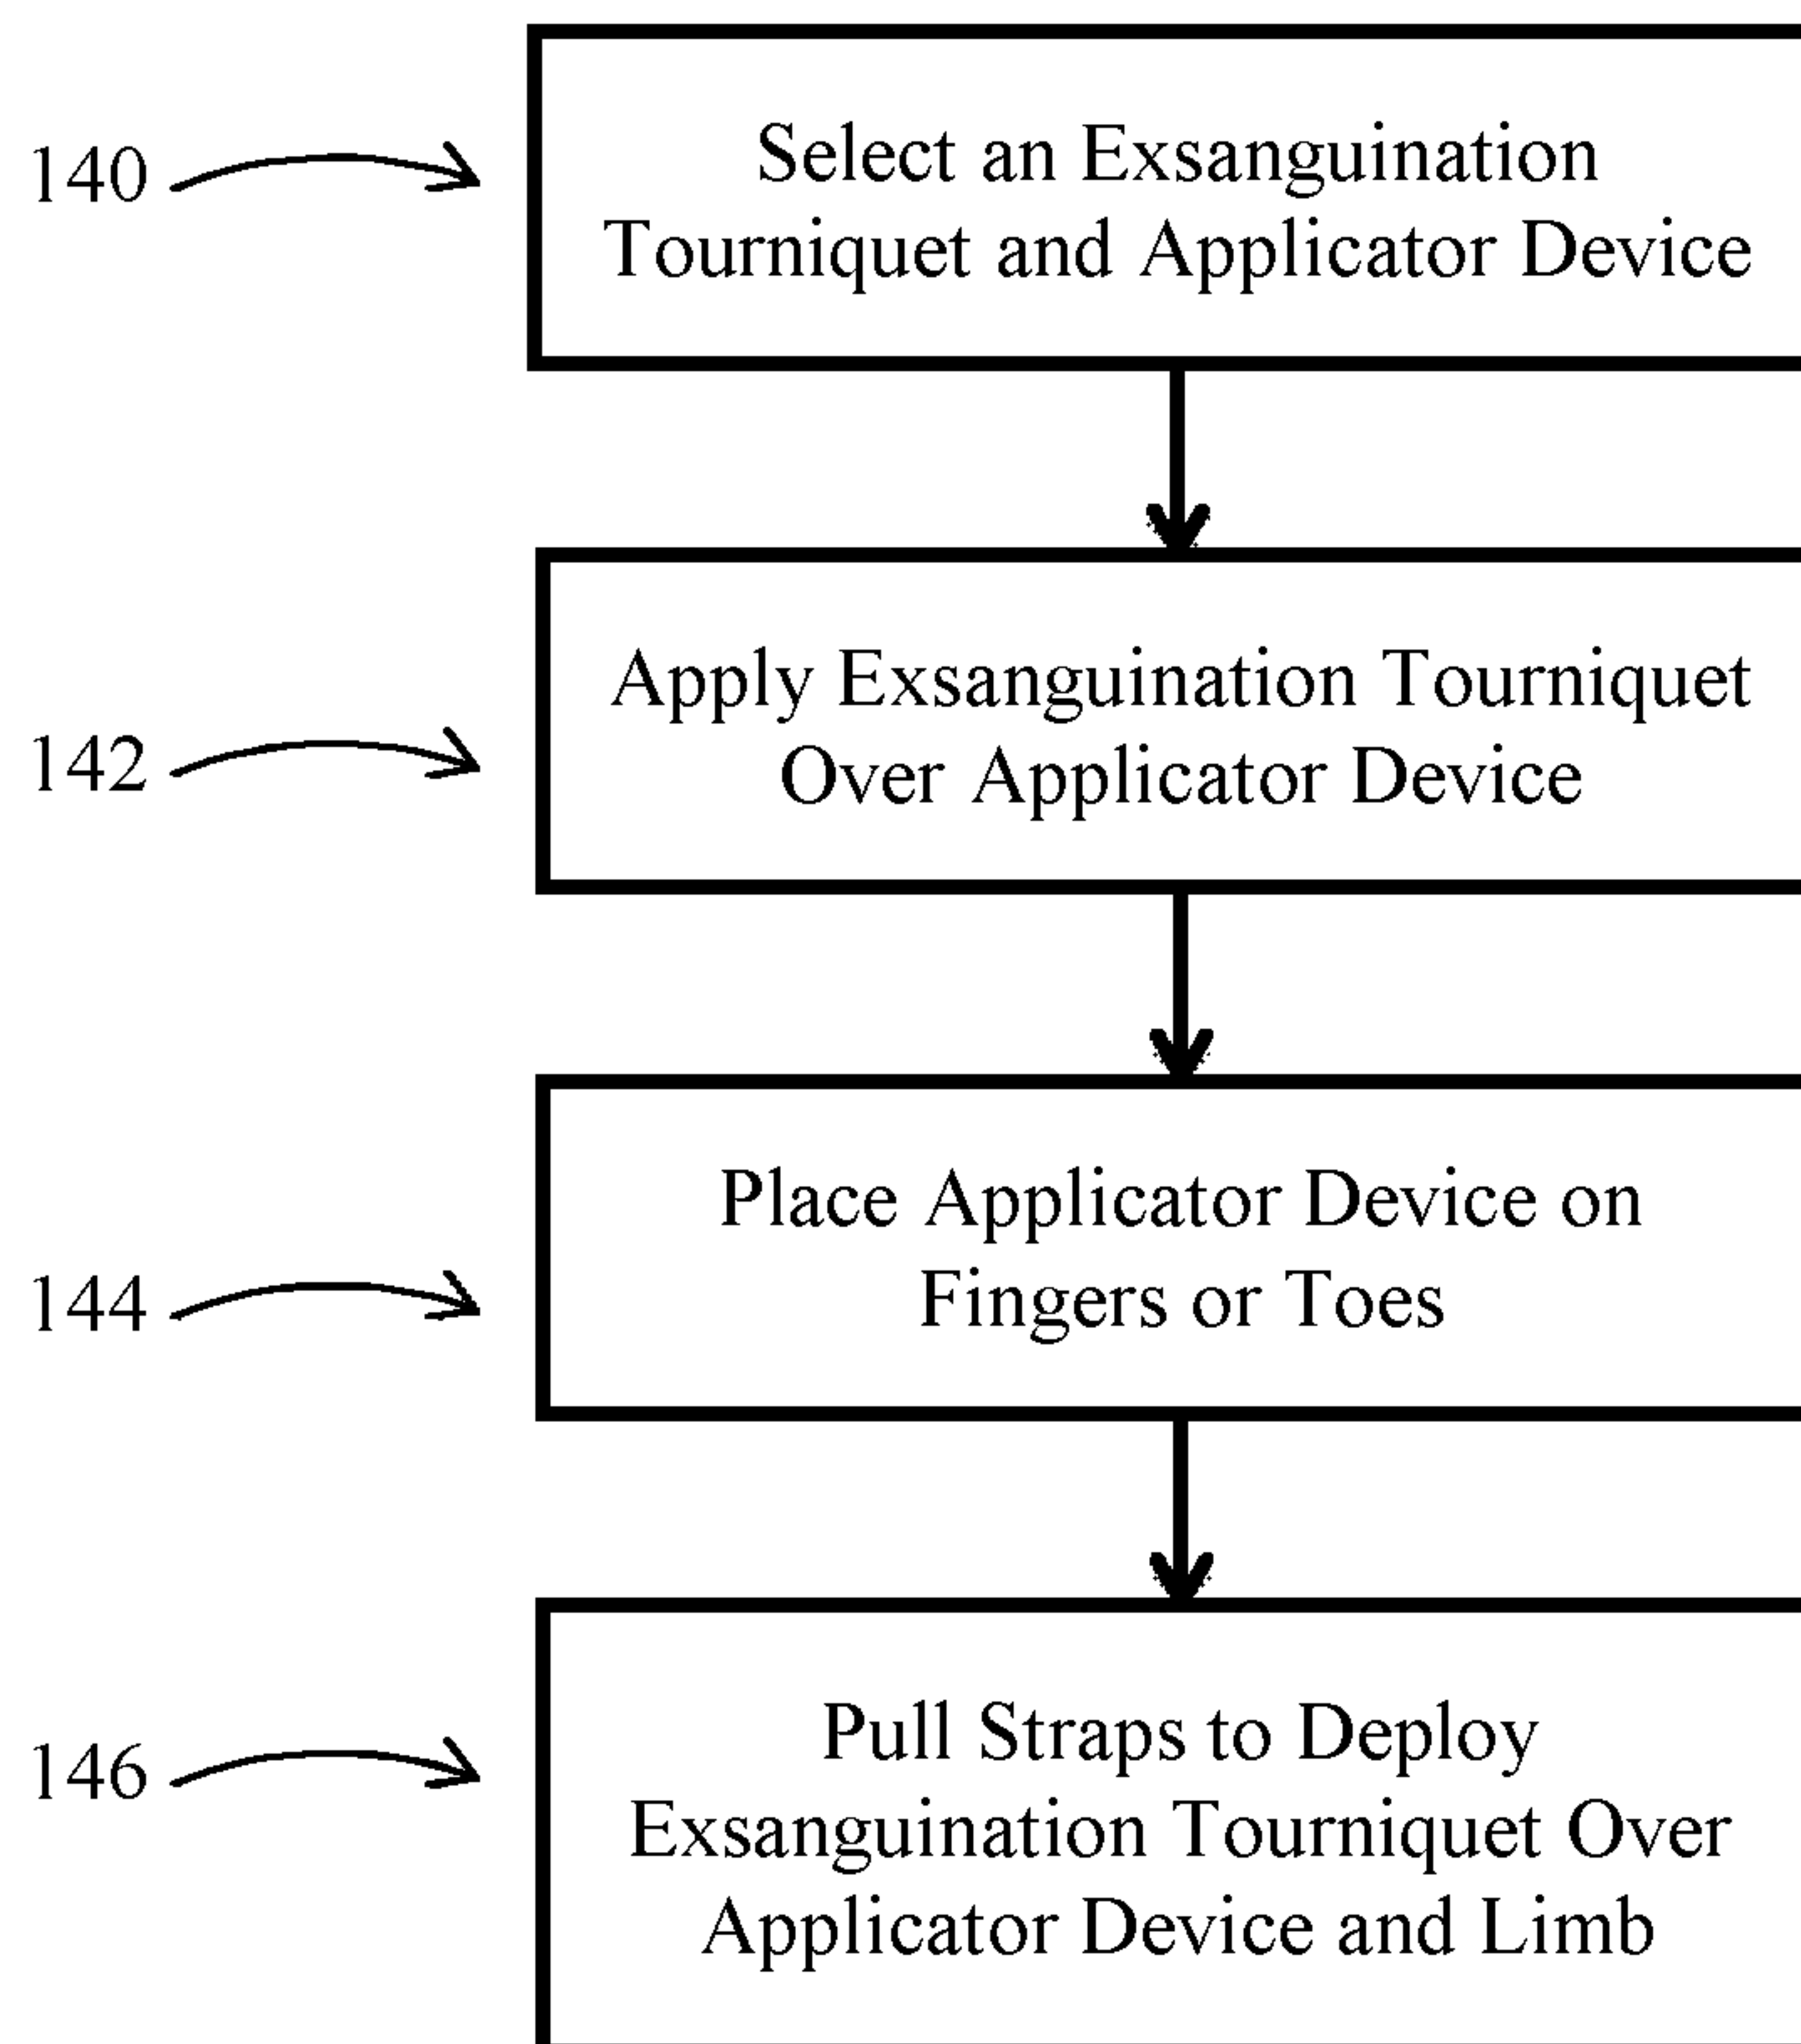 140
Select an Exsanguination
Tourniquet and Applicator Device
142
Apply Exsanguination Tourniquet
Over Applicator Device
144
Place Applicator Device on
Fingers or Toes
146
Pull Straps to Deploy
Exsanguination Tourniquet Over
Applicator Device and Limb